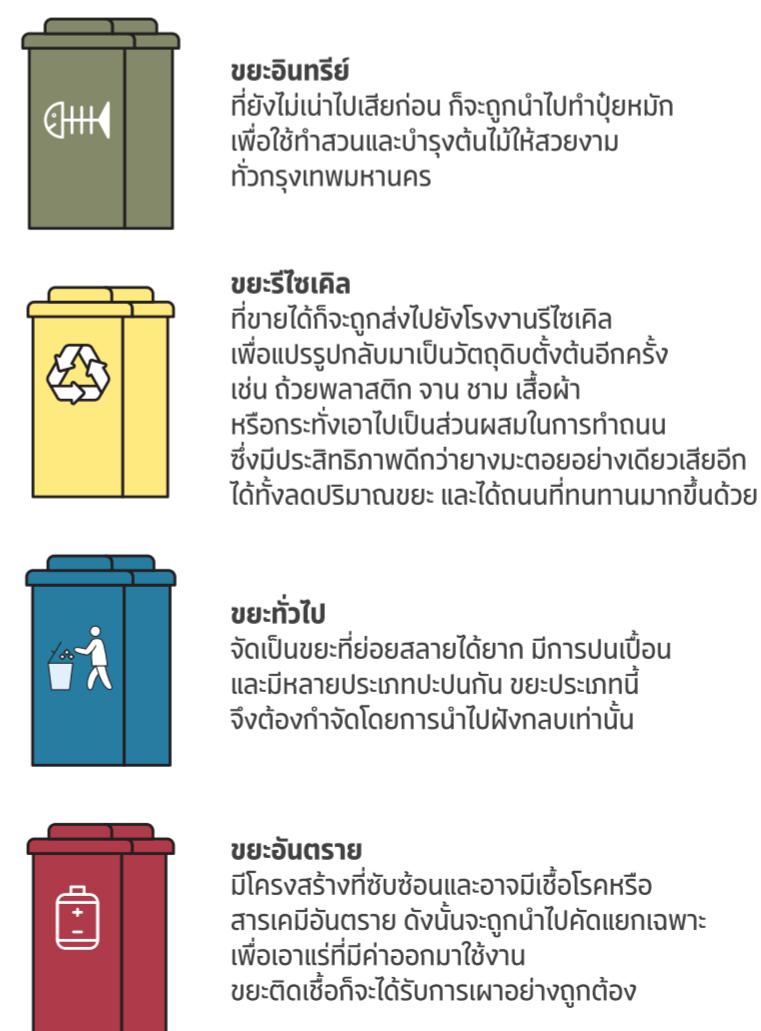 ขยะอินทรีย์
ที่ยังไม่เน่าไปเสียก่อน ก็จะถูกนำไปทำปุ๋ยหมัก
เพื่อใช้ทำสวนและบำรุงต้นไม้ให้สวยงาม
ทั่วกรุงเทพมหานคร
ขยะรีไซเคิล
ที่ขายได้ก็จะถูกส่งไปยังโรงงานรีไซเคิล
เพื่อแปรรูปกลับมาเป็นวัตถุดิบตั้งต้นอีกครั้ง
เช่น ถ้วยพลาสติก จาน ชาม เสื้อผ้า
หรือกระทั่งเอาไปเป็นส่วนผสมในการทำถนน
ซึ่งมีประสิทธิภาพดีกว่ายางมะตอยอย่างเดียวเสียอีก
ได้ทั้งลดปริมาณขยะ และได้ถนนที่ทนทานมากขึ้นด้วย
ขยะทั่วไป
จัดเป็นขยะที่ย่อยสลายได้ยาก มีการปนเปื้อน
และมีหลายประเภทปะปนกัน ขยะประเภทนี้
จึงต้องกำจัดโดยการนำไปฝังกลบเท่านั้น
ขยะอันตราย
มีโครงสร้างที่ซับซ้อนและอาจมีเชื้อโรคหรือ
สารเคมีอันตราย ดังนั้นจะถูกนำไปคัดแยกเฉพาะ
เพื่อเอาแร่ที่มีค่าออกมาใช้งาน
ขยะติดเชื้อก็จะได้รับการเผาอย่างถูกต้อง